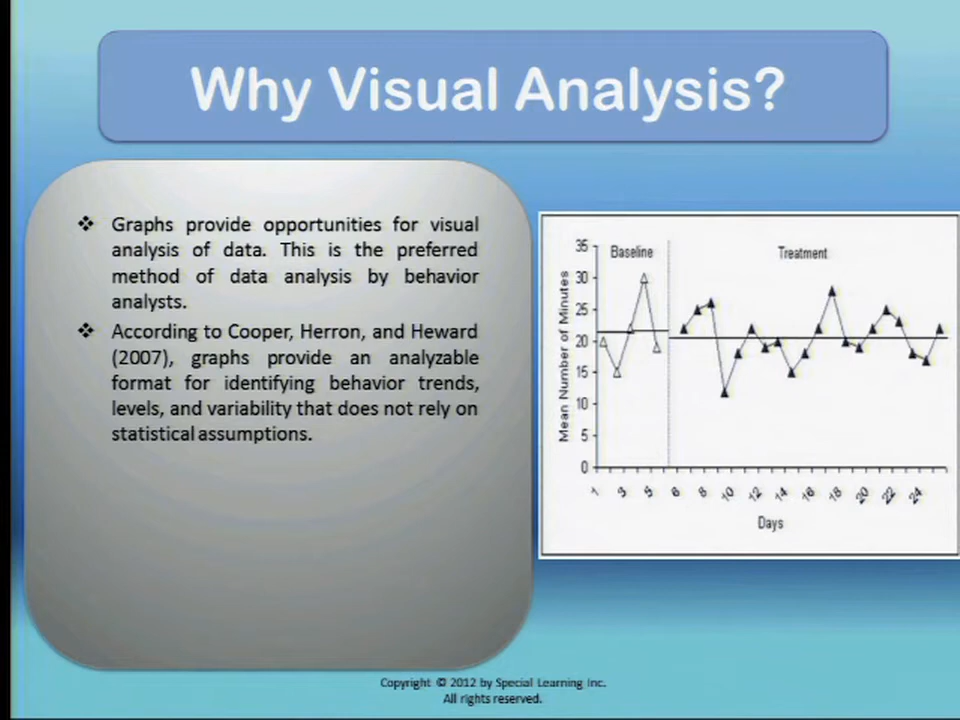 Why Visual Analysis?
❖ Graphs provide opportunities for visual
analysis of data. This is the preferred
method of data analysis by behavior
analysts.
❖ According to Cooper, Herron, and Heward
(2007), graphs provide an analyzable
format for identifying behavior trends,
levels, and variability that does not rely on
statistical assumptions.
Baseline
Treatment
Mean Number of Minutes
35
30
25
20
15
10
5
0
1 3 5 6 8 10 12 14 16 18 20 22 24
Days
Copyright © 2012 by Special Learning Inc.
All rights reserved.